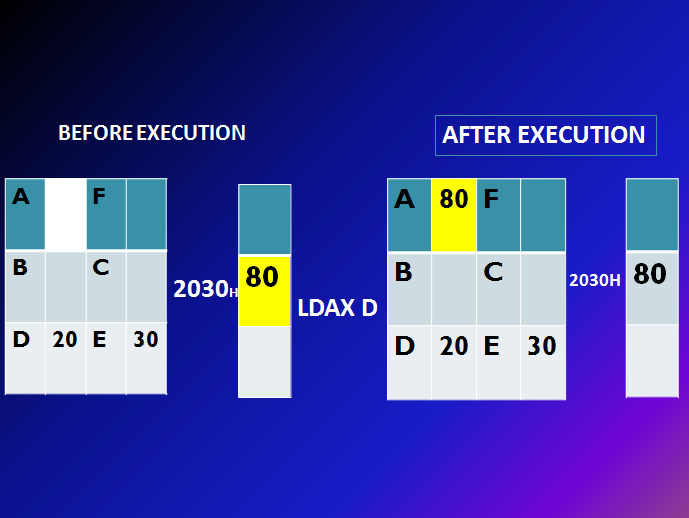 BEFORE EXECUTION
A F
B C
D 20 E 30
2030H
80
LDAX D
AFTER EXECUTION
A 80 F
B C
D 20 E 30
2030H
80